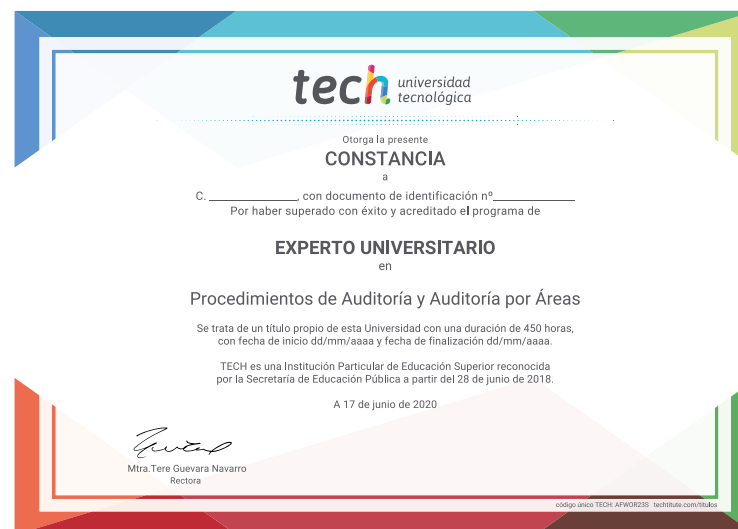 tech universidad
tecnológica
Otorga la presente
CONSTANCIA
a
C. ________________, con documento de identificación nº________________
Por haber superado con éxito y acreditado el programa de
EXPERTO UNIVERSITARIO
en
Procedimientos de Auditoría y Auditoría por Áreas
Se trata de un título propio de esta Universidad con una duración de 450 horas,
con fecha de inicio dd/mm/aaaa y fecha de finalización dd/mm/aaaa.
TECH es una Institución Particular de Educación Superior reconocida
por la Secretaría de Educación Pública a partir del 28 de junio de 2018.
A 17 de junio de 2020
Mtra.Tere Guevara Navarro
Rectora
código único TECH: AFWOR23S techtitute.com/titulos